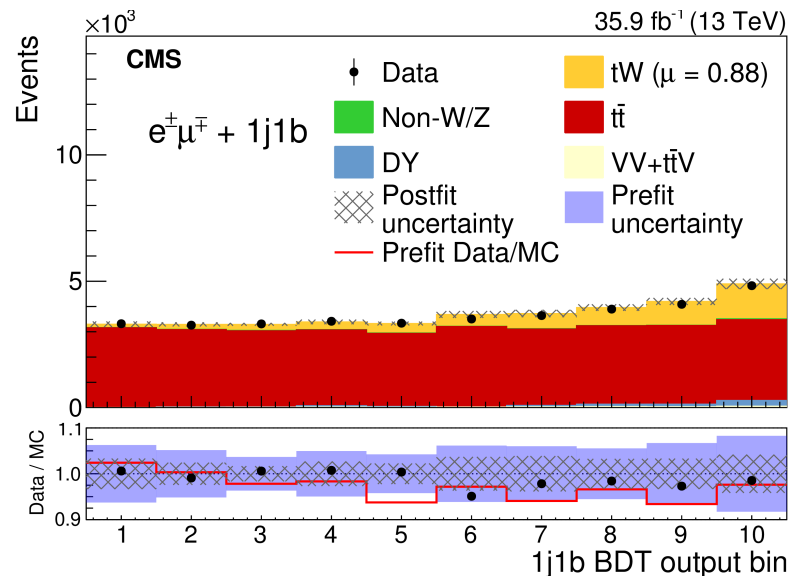 ×10³
35.9 fb⁻¹ (13 TeV)
Events
CMS
e±μ∓ + 1j1b
Data
tW (μ = 0.88)
Non-W/Z
tt̄
DY
VV+tt̄V
Postfit
uncertainty
Prefit
uncertainty
Prefit Data/MC
10
5
0
Data / MC
1.1
1.0
0.9
1 2 3 4 5 6 7 8 9 10
1j1b BDT output bin